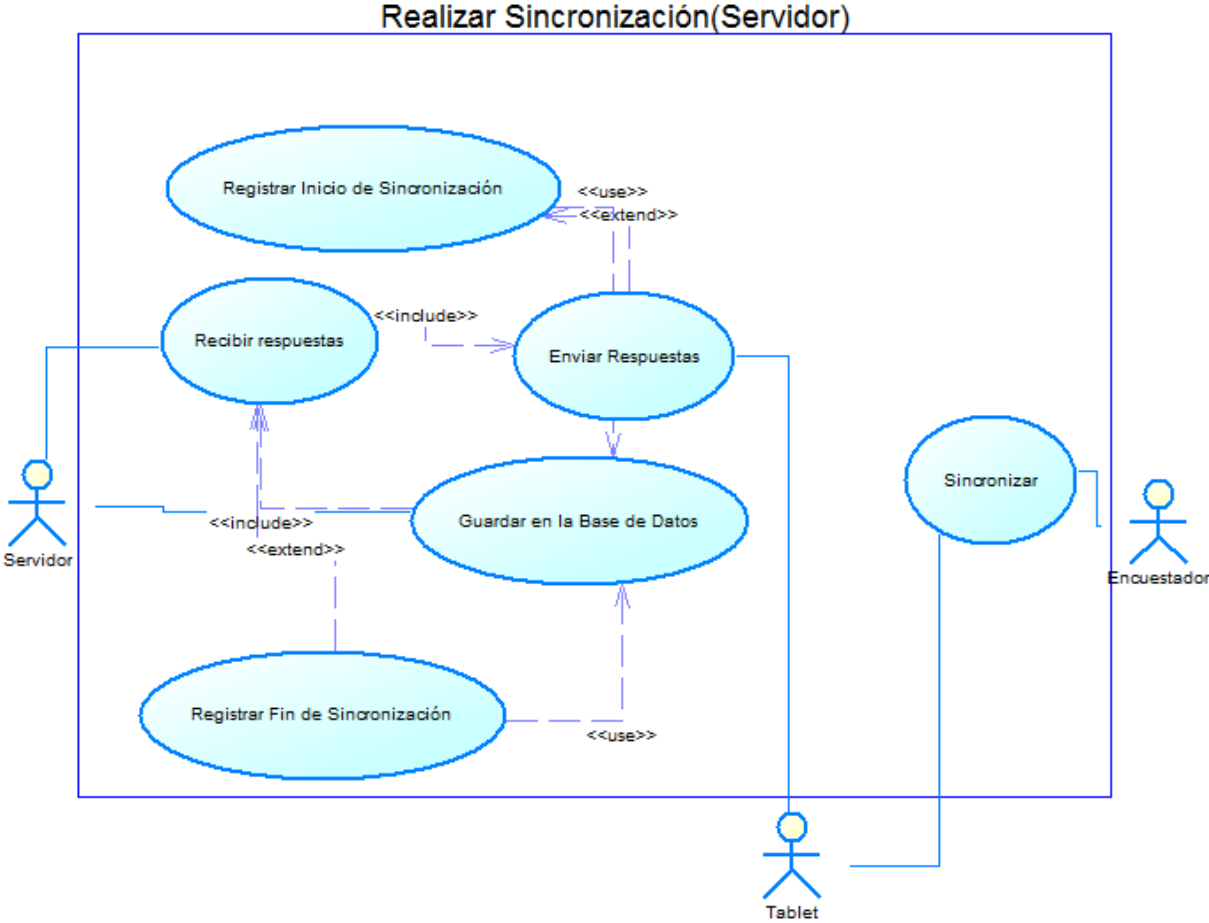 Realizar Sincronización(Servidor)
Registrar Inicio de Sincronización
<<use>>
<<extend>>
<<include>>
Recibir respuestas
Enviar Respuestas
Sincronizar
Guardar en la Base de Datos
<<include>>
<<extend>>
Servidor
Encuestador
Registrar Fin de Sincronización
<<use>>
Tablet